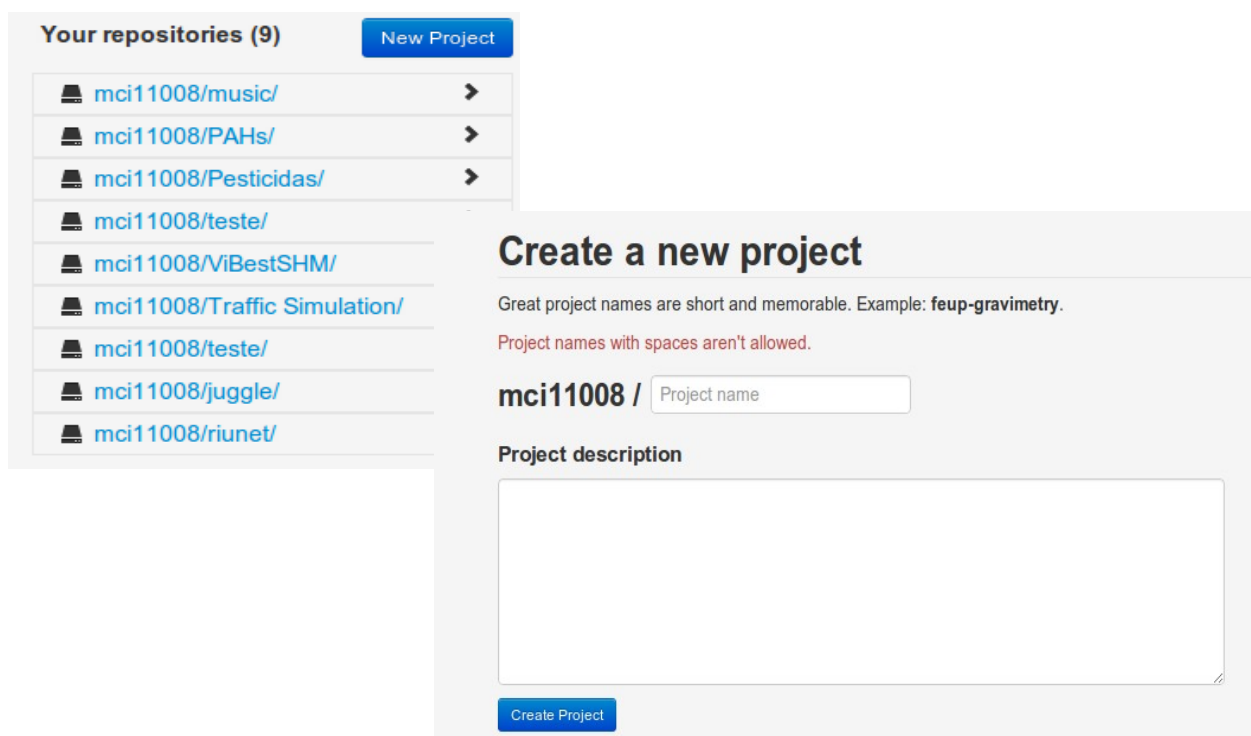 Your repositories (9)
New Project
mci11008/music/
mci11008/PAHs/
mci11008/Pesticidas/
mci11008/teste/
mci11008/ViBestSHM/
mci11008/Traffic Simulation/
mci11008/teste/
mci11008/juggle/
mci11008/riunet/
Create a new project
Great project names are short and memorable. Example: feup-gravimetry.
Project names with spaces aren't allowed.
mci11008 / Project name
Project description
Create Project